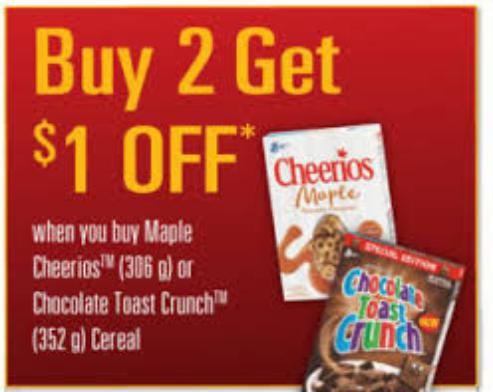 Buy 2 Get
$1 OFF*
when you buy Maple
Cheerios™ (306 g) or
Chocolate Toast Crunch™
(352 g) Cereal
Cheerios
Maple
SPECIAL EDITION
Chocolate
Toast
Crunch